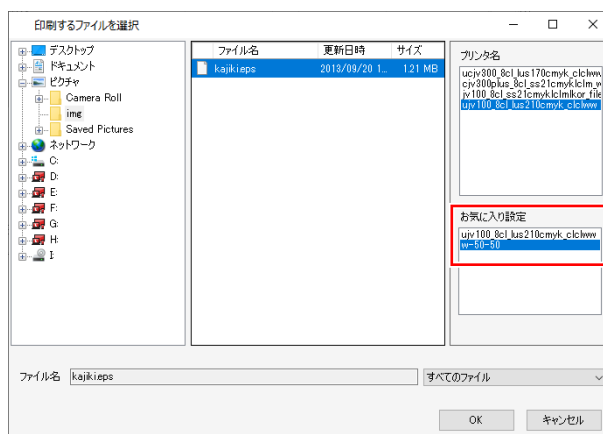 印刷するファイルを選択
デスクトップ
ドキュメント
ピクチャ
Camera Roll
img
Saved Pictures
ネットワーク
C:
D:
E:
F:
G:
H:
I:
ファイル名 更新日時 サイズ
kajiki.eps 2013/09/20 1... 1.21 MB
プリンタ名
ucjv300_8cl_lus170cmyk_clclww
cjv300plus_8cl_ss21cmyklclm_v
jv100_8cl_ss21cmyklclmlkor_file
ujv100_8cl_lus210cmyk_clclww
お気に入り設定
ujv100_8cl_lus210cmyk_clclww
w-50-50
ファイル名 kajiki.eps すべてのファイル
OK キャンセル